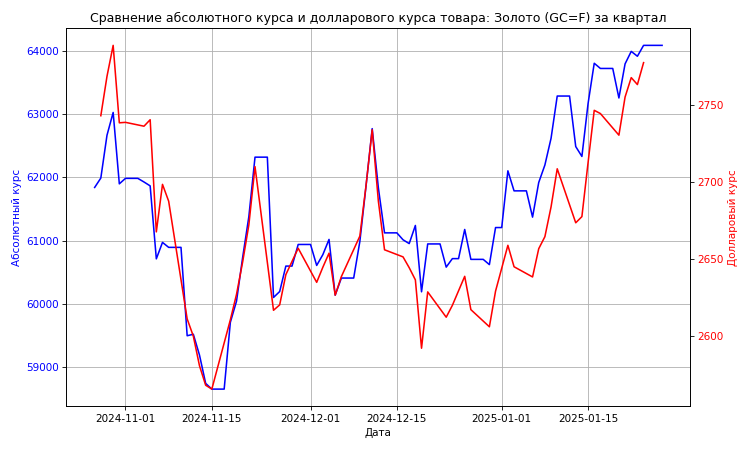 Сравнение абсолютного курса и долларового курса товара: Золото (GC=F) за квартал
64000
63000
62000
61000
60000
59000
Абсолютный курс
2750
2700
2650
2600
Долларовый курс
2024-11-01 2024-11-15 2024-12-01 2024-12-15 2025-01-01 2025-01-15
Дата